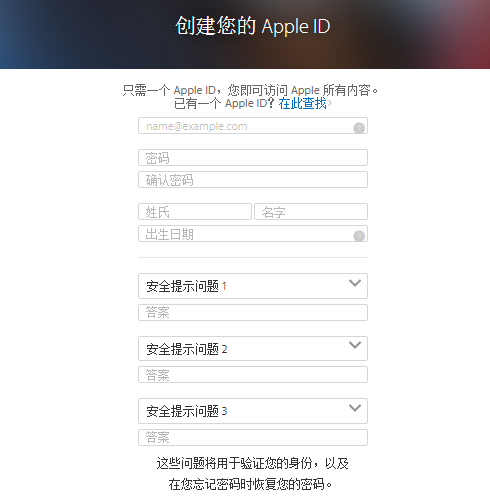 创建您的 Apple ID
只需一个 Apple ID，您即可访问 Apple 所有内容。
已有一个 Apple ID？在此查找›
name@example.com
密码
确认密码
姓氏 名字
出生日期
安全提示问题 1
答案
安全提示问题 2
答案
安全提示问题 3
答案
这些问题将用于验证您的身份，以及
在您忘记密码时恢复您的密码。